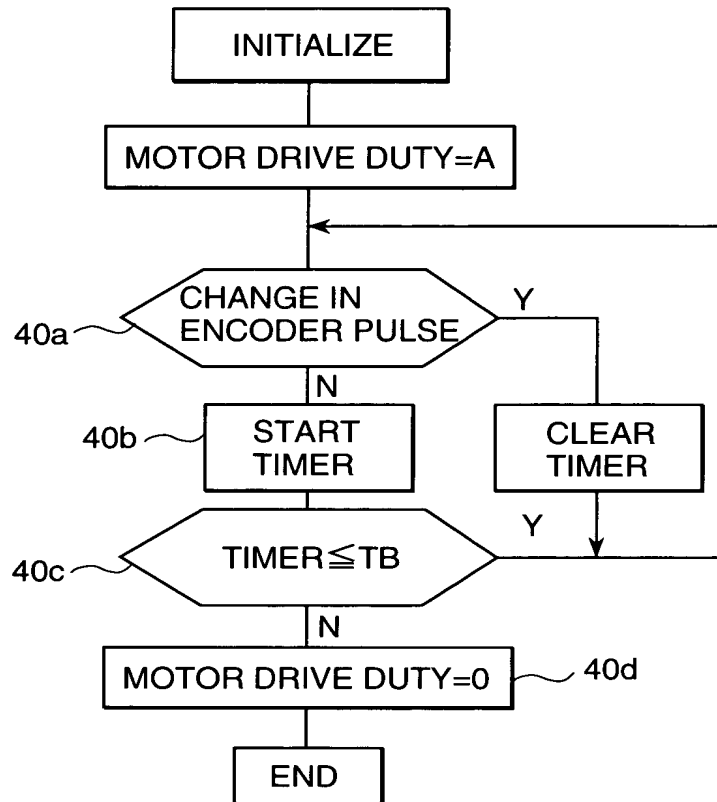 INITIALIZE
MOTOR DRIVE DUTY=A
CHANGE IN
ENCODER PULSE
Y
40a
N
40b
START
TIMER
CLEAR
TIMER
Y
TIMER≦TB
40c
N
MOTOR DRIVE DUTY=0
40d
END